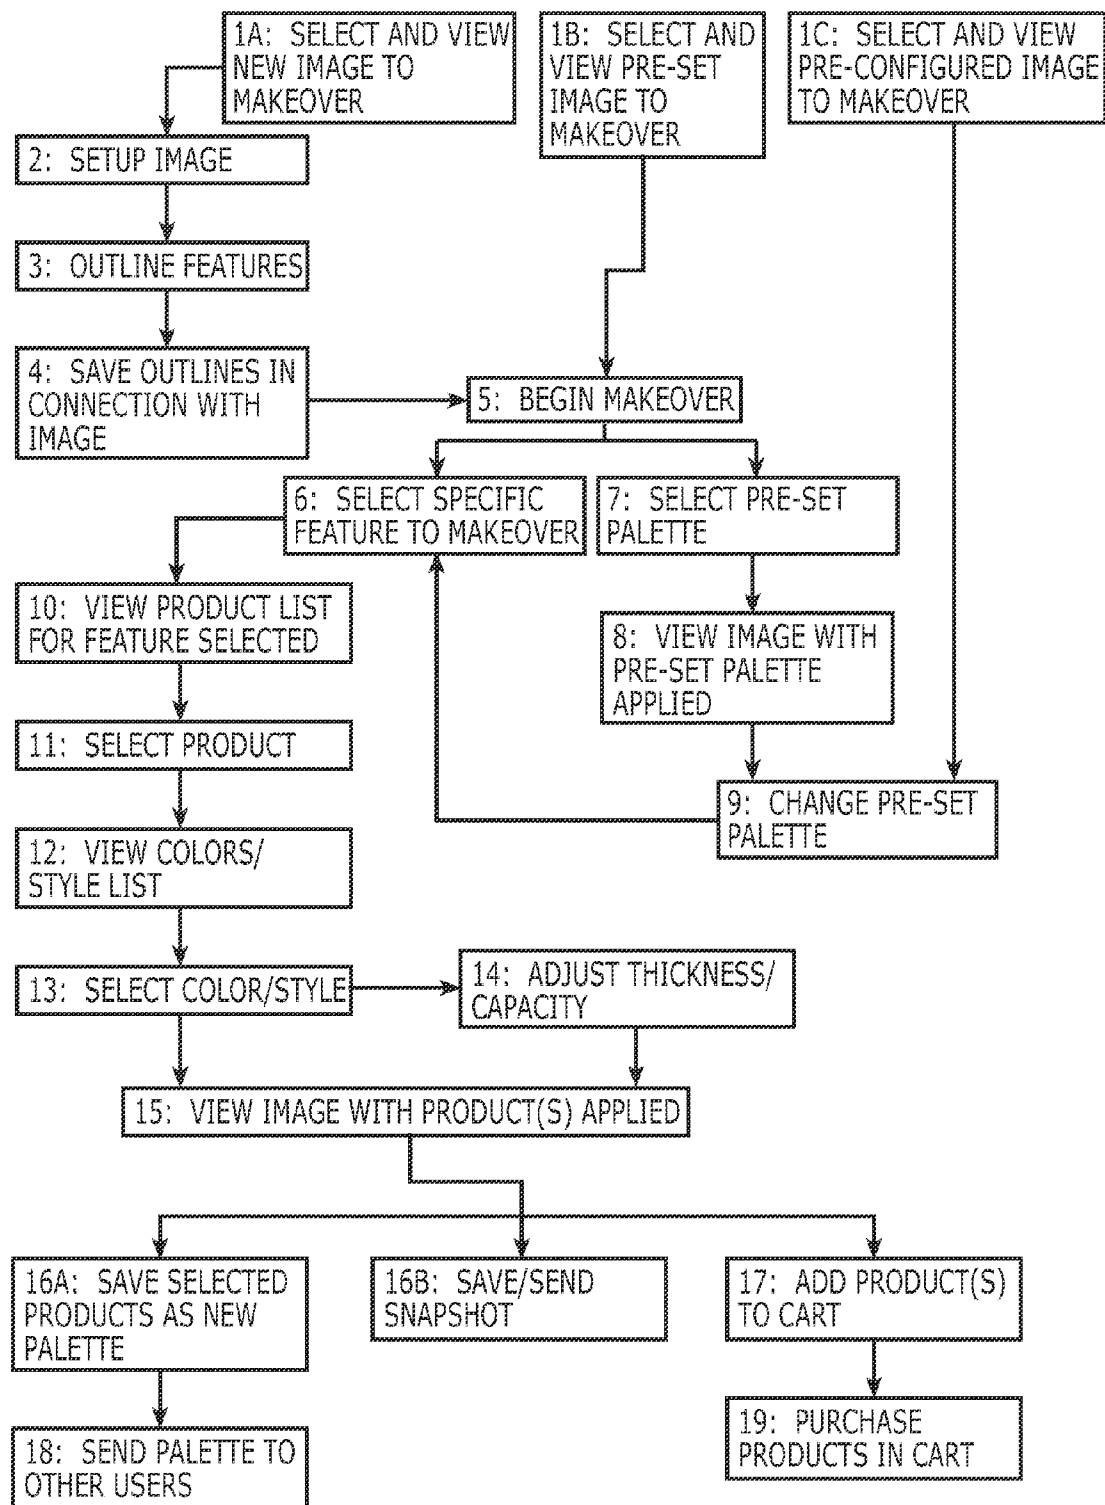 1A: SELECT AND VIEW
NEW IMAGE TO
MAKEOVER
1B: SELECT AND
VIEW PRE-SET
IMAGE TO
MAKEOVER
1C: SELECT AND VIEW
PRE-CONFIGURED IMAGE
TO MAKEOVER
2: SETUP IMAGE
3: OUTLINE FEATURES
4: SAVE OUTLINES IN
CONNECTION WITH
IMAGE
5: BEGIN MAKEOVER
6: SELECT SPECIFIC
FEATURE TO MAKEOVER
7: SELECT PRE-SET
PALETTE
8: VIEW IMAGE WITH
PRE-SET PALETTE
APPLIED
9: CHANGE PRE-SET
PALETTE
10: VIEW PRODUCT LIST
FOR FEATURE SELECTED
11: SELECT PRODUCT
12: VIEW COLORS/
STYLE LIST
13: SELECT COLOR/STYLE
14: ADJUST THICKNESS/
CAPACITY
15: VIEW IMAGE WITH PRODUCT(S) APPLIED
16A: SAVE SELECTED
PRODUCTS AS NEW
PALETTE
16B: SAVE/SEND
SNAPSHOT
17: ADD PRODUCT(S)
TO CART
18: SEND PALETTE TO
OTHER USERS
19: PURCHASE
PRODUCTS IN CART